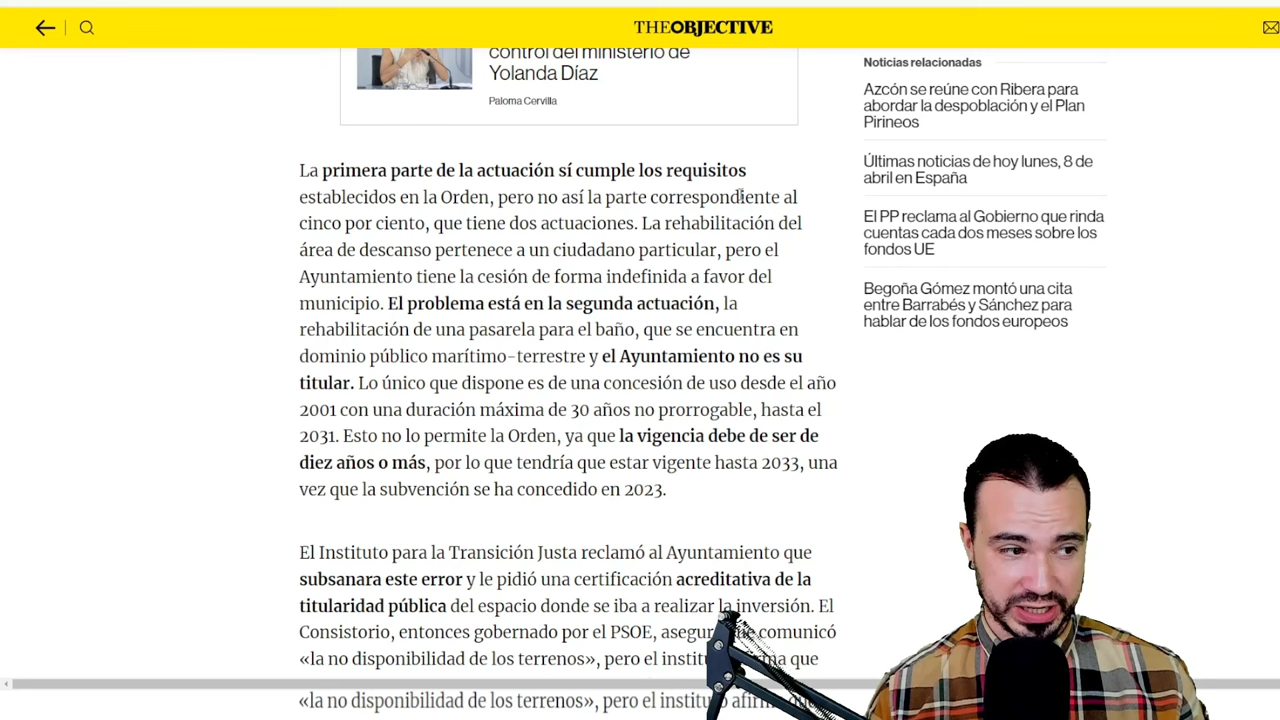 THEOBJECTIVE
control del ministerio de
Yolanda Díaz
Paloma Cervilla
La primera parte de la actuación sí cumple los requisitos
establecidos en la Orden, pero no así la parte correspondiente al
cinco por ciento, que tiene dos actuaciones. La rehabilitación del
área de descanso pertenece a un ciudadano particular, pero el
Ayuntamiento tiene la cesión de forma indefinida a favor del
municipio. El problema está en la segunda actuación, la
rehabilitación de una pasarela para el baño, que se encuentra en
dominio público marítimo-terrestre y el Ayuntamiento no es su
titular. Lo único que dispone es de una concesión de uso desde el año
2001 con una duración máxima de 30 años no prorrogable, hasta el
2031. Esto no lo permite la Orden, ya que la vigencia debe de ser de
diez años o más, por lo que tendría que estar vigente hasta 2033, una
vez que la subvención se ha concedido en 2023.
El Instituto para la Transición Justa reclamó al Ayuntamiento que
subsanara este error y le pidió una certificación acreditativa de la
titularidad pública del espacio donde se iba a realizar la inversión. El
Consistorio, entonces gobernado por el PSOE, comunicó
«la no disponibilidad de los terrenos», pero el que
«la no disponibilidad de los terrenos», pero el
Noticias relacionadas
Azcón se reúne con Ribera para
abordar la despoblación y el Plan
Pirineos
Últimas noticias de hoy lunes, 8 de
abril en España
El PP reclama al Gobierno que rinda
cuentas cada dos meses sobre los
fondos UE
Begoña Gómez montó una cita
entre Barrabés y Sánchez para
hablar de los fondos europeos